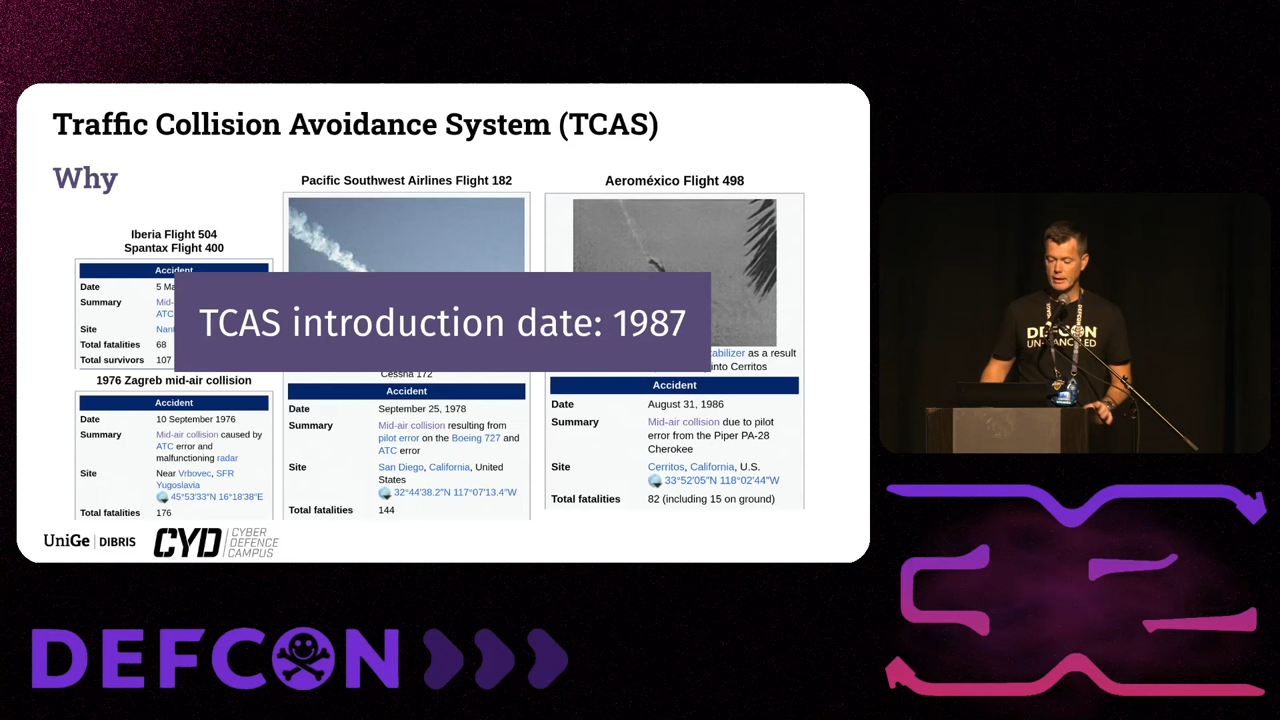 Traffic Collision Avoidance System (TCAS)
Why
Iberia Flight 504
Spantax Flight 400
Accident
Date 5 Ma
Summary Mid-
ATC
Site Nant
Total fatalities 68
Total survivors 107
1976 Zagreb mid-air collision
Accident
Date 10 September 1976
Summary Mid-air collision caused by
ATC error and
malfunctioning radar
Site Near Vrbovec, SFR
Yugoslavia
45°53′33″N 16°18′38″E
Total fatalities 176
Pacific Southwest Airlines Flight 182
TCAS introduction date: 1987
Cessna 172
Accident
Date September 25, 1978
Summary Mid-air collision resulting from
pilot error on the Boeing 727 and
ATC error
Site San Diego, California, United
States
32°44′38.2″N 117°07′13.4″W
Total fatalities 144
Aeroméxico Flight 498
tabilizer as a result
into Cerritos
Accident
Date August 31, 1986
Summary Mid-air collision due to pilot
error from the Piper PA-28
Cherokee
Site Cerritos, California, U.S.
33°52′05″N 118°02′44″W
Total fatalities 82 (including 15 on ground)
UniGe | DIBRIS
CYD CYBER
DEFENCE
CAMPUS
DEFCON
UN
LED
DEFCON